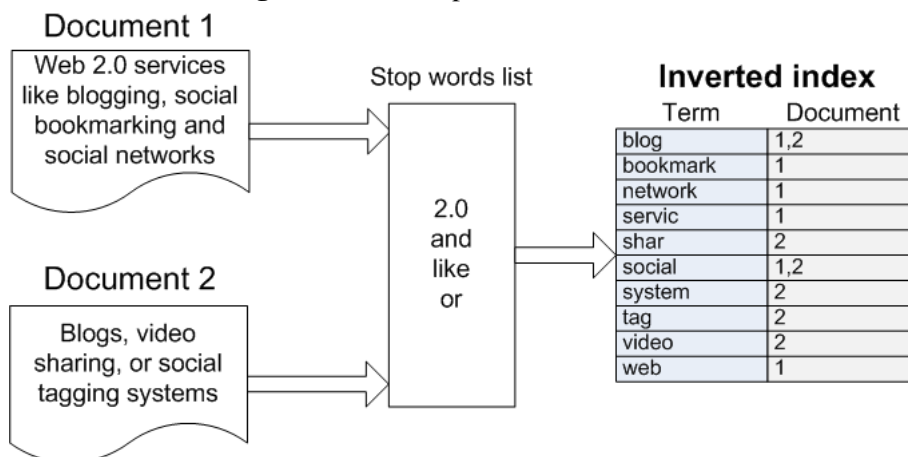 Document 1
Web 2.0 services
like blogging, social
bookmarking and
social networks
Document 2
Blogs, video
sharing, or social
tagging systems
Stop words list
2.0
and
like
or
Inverted index
Term Document
blog 1,2
bookmark 1
network 1
servic 1
shar 2
social 1,2
system 2
tag 2
video 2
web 1